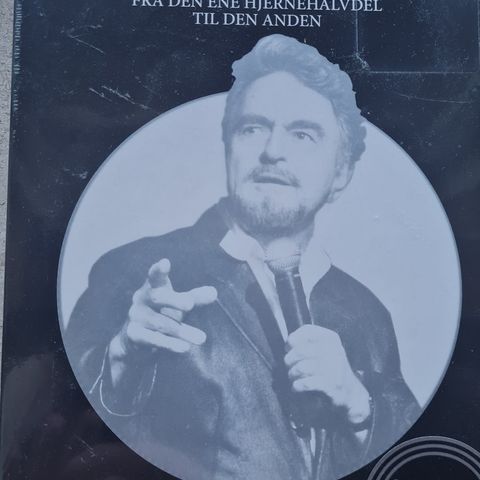 FRA DEN ENE HJERNEHALVDEL
TIL DEN ANDEN